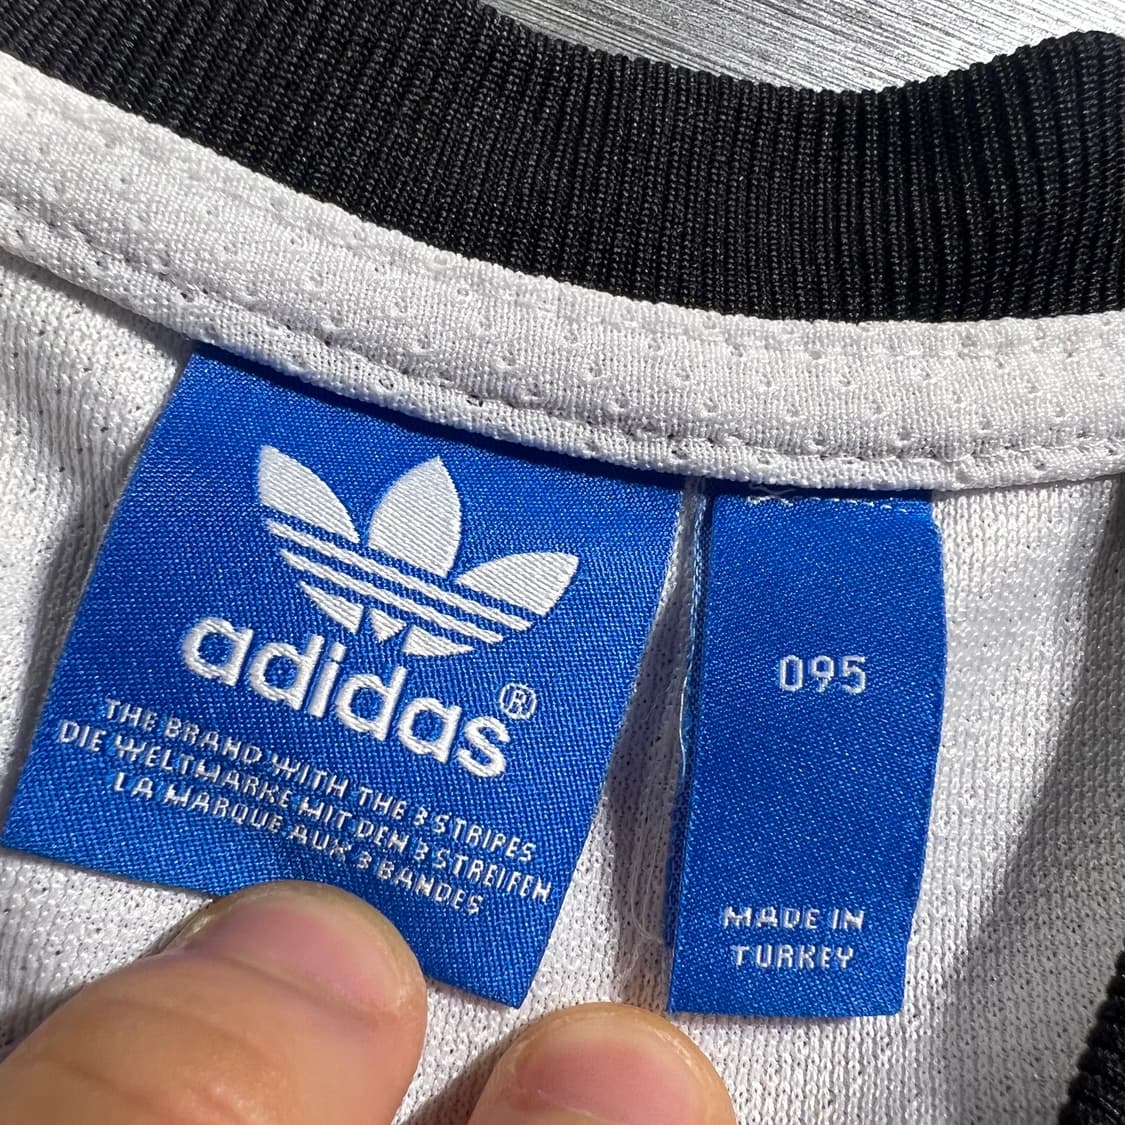 adidas®
THE BRAND WITH THE 3 STRIPES
DIE WELTMARKE MIT DEN 3 STREIFEN
LA MARQUE AUX 3 BANDES
095
MADE IN
TURKEY